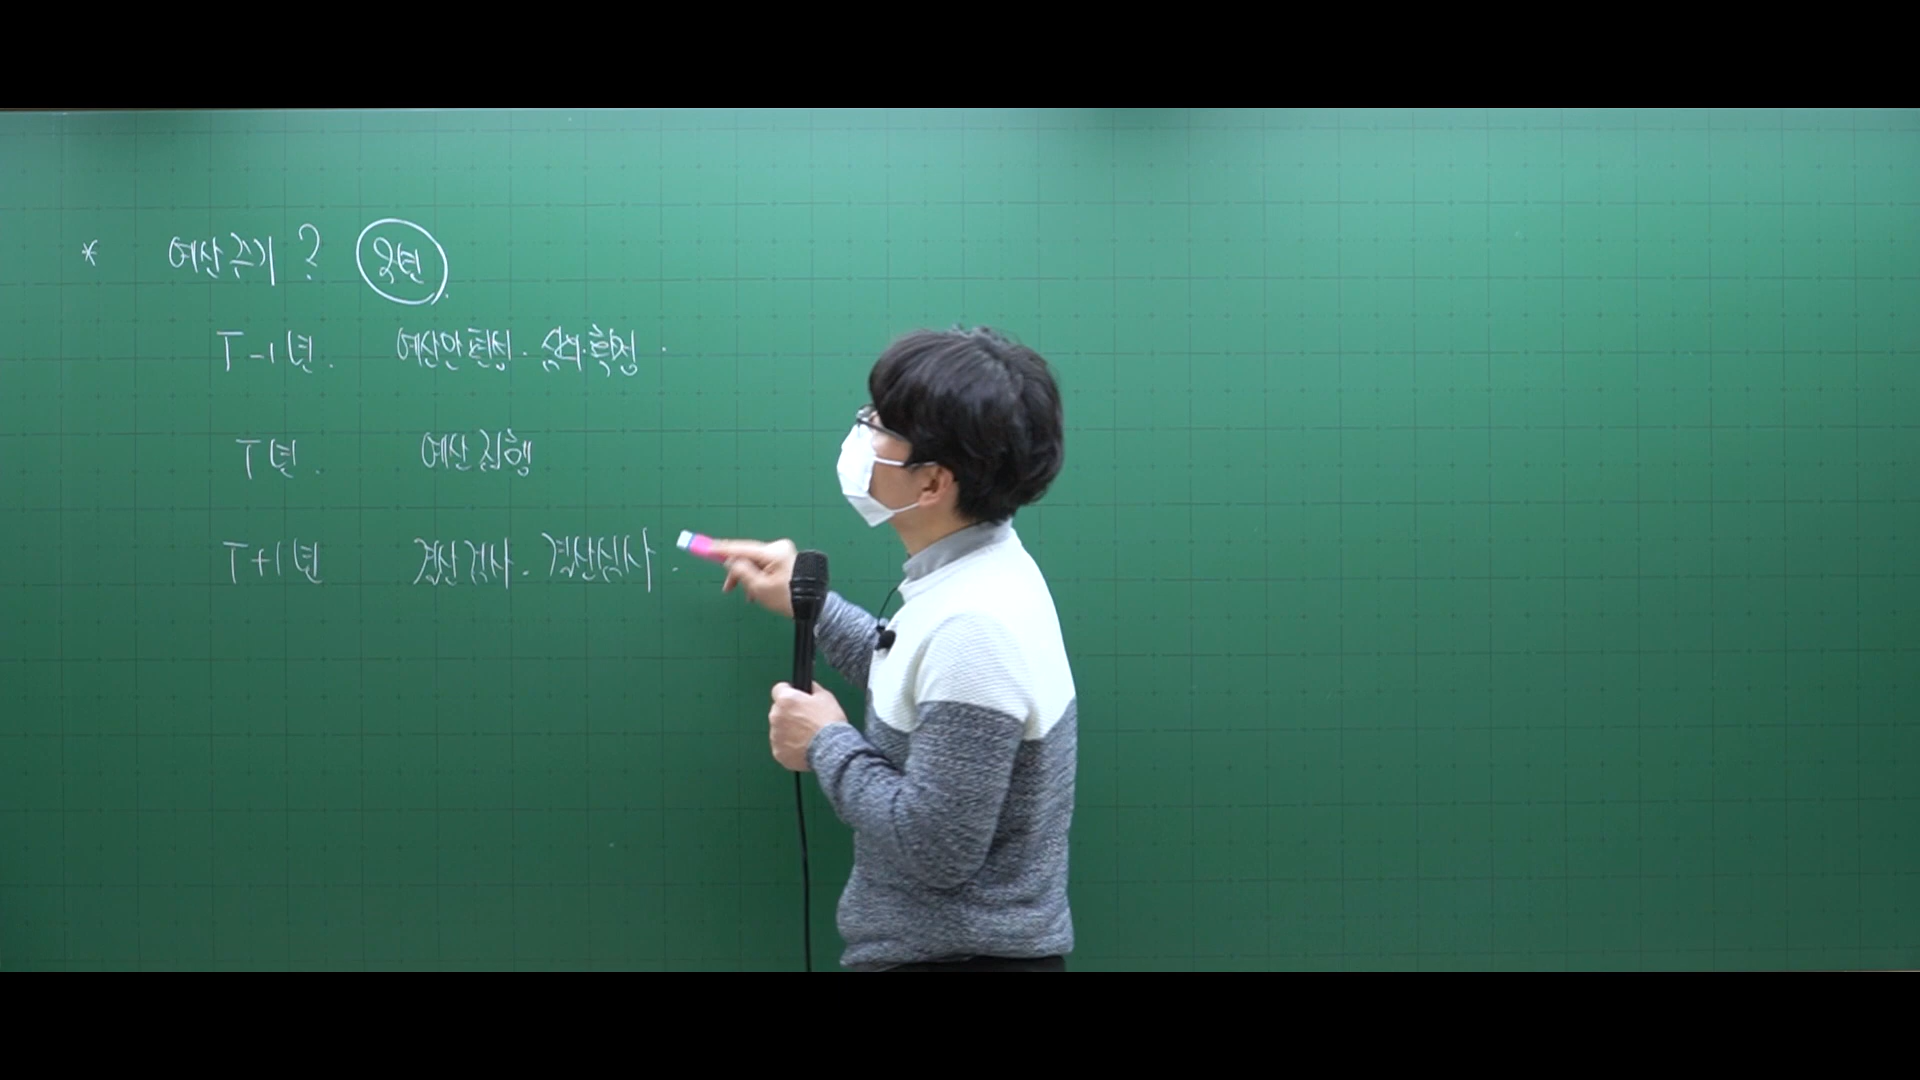 * 예산주기 ? 2년
T-1년. 예산안편성. 심의·확정.
T년. 예산집행
T+1년 결산검사. 결산심사.